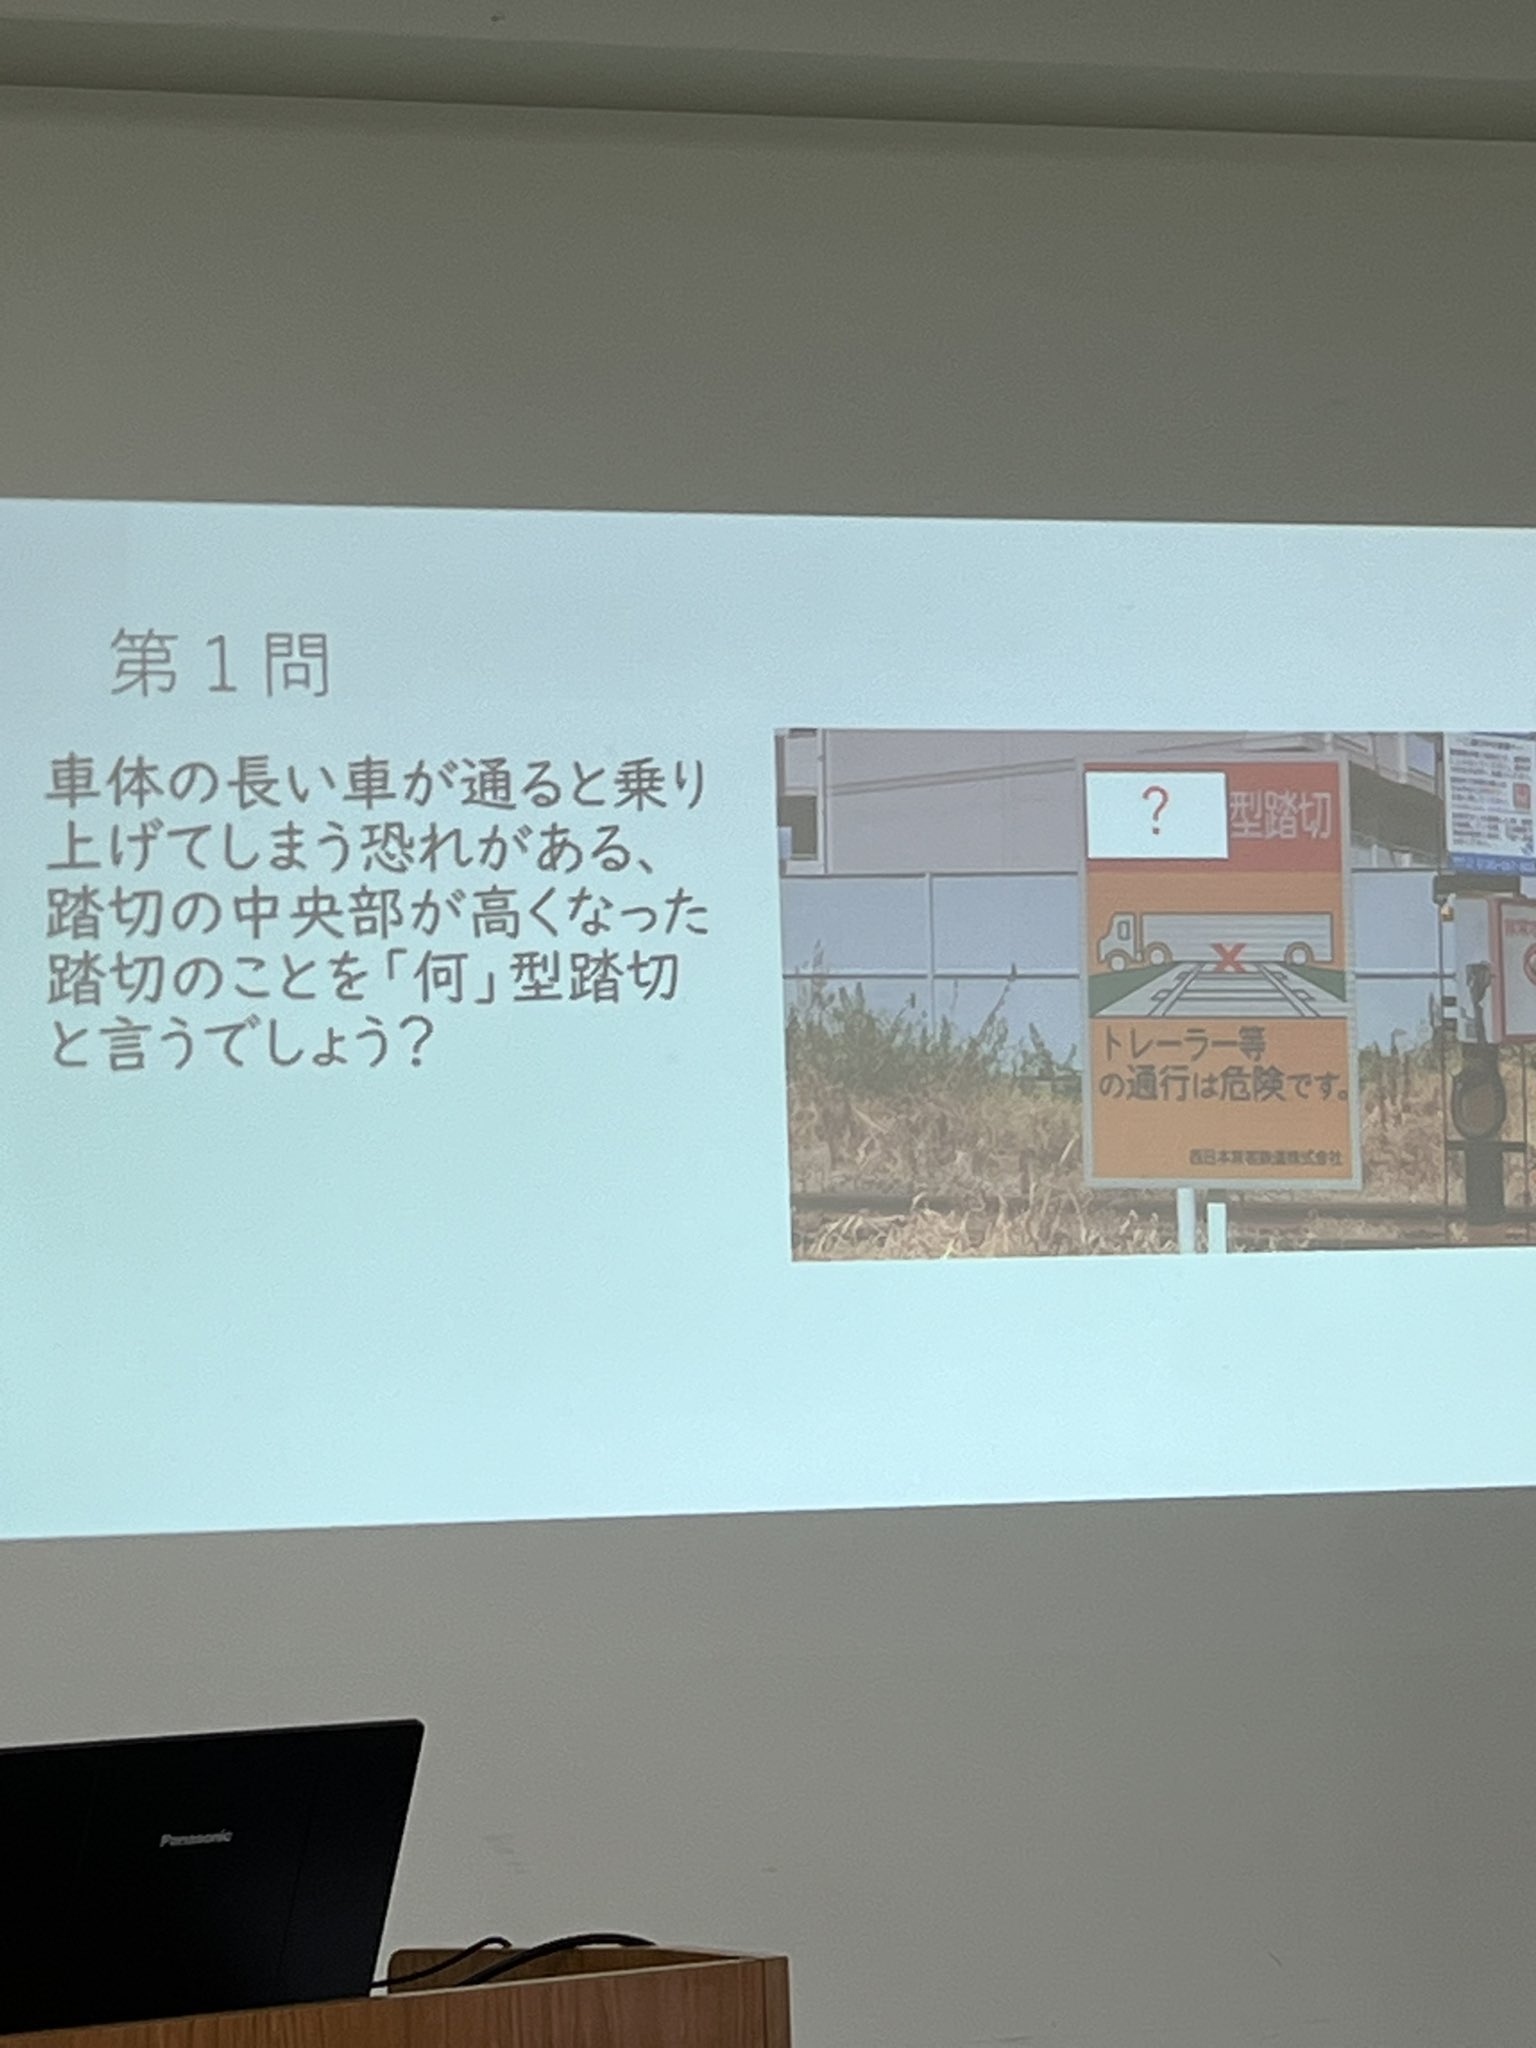 第1問
車体の長い車が通ると乗り
上げてしまう恐れがある、
踏切の中央部が高くなった
踏切のことを「何」型踏切
と言うでしょう？
?
型踏切
トレーラー等
の通行は危険です。
西日本旅客鉄道株式会社
Panasonic